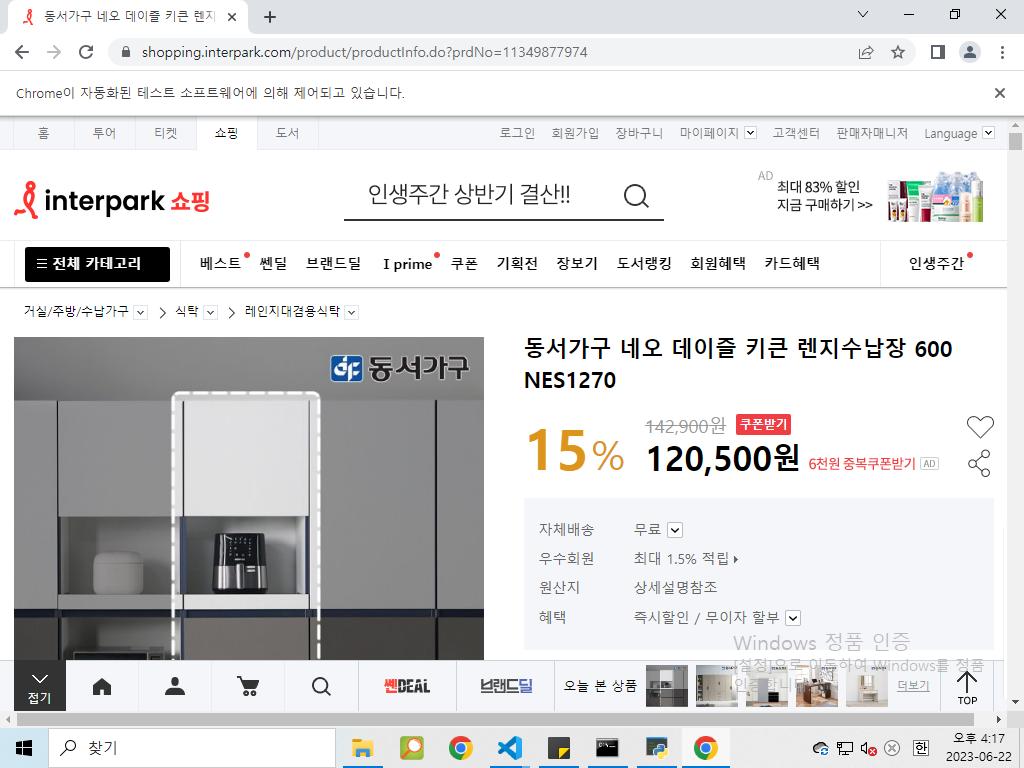 동서가구 네오 데이즐 키큰 렌지
shopping.interpark.com/product/productInfo.do?prdNo=11349877974
Chrome이 자동화된 테스트 소프트웨어에 의해 제어되고 있습니다.
홈 투어 티켓 쇼핑 도서 로그인 회원가입 장바구니 마이페이지 고객센터 판매자매니저 Language
interpark 쇼핑
인생주간 상반기 결산!!
AD
최대 83% 할인
지금 구매하기 >>
전체 카테고리 베스트 쎈딜 브랜드딜 I prime 쿠폰 기획전 장보기 도서랭킹 회원혜택 카드혜택 인생주간
거실/주방/수납가구 > 식탁 > 레인지대겸용식탁
동서가구
동서가구 네오 데이즐 키큰 렌지수납장 600
NES1270
15%
142,900원 쿠폰받기
120,500원 6천원 중복쿠폰받기 AD
자체배송 무료
우수회원 최대 1.5% 적립
원산지 상세설명참조
혜택 즉시할인 / 무이자 할부
Windows 정품 인증
[설정]으로 이동하여 Windows를 정품
인증합니다.
접기
쎈DEAL
브랜드딜
오늘 본 상품
더보기
TOP
찾기
한
오후 4:17
2023-06-22